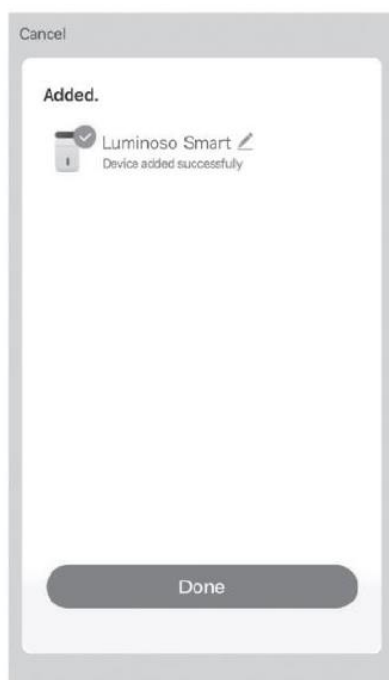 Cancel
Added.
Luminoso Smart
Device added successfully
Done